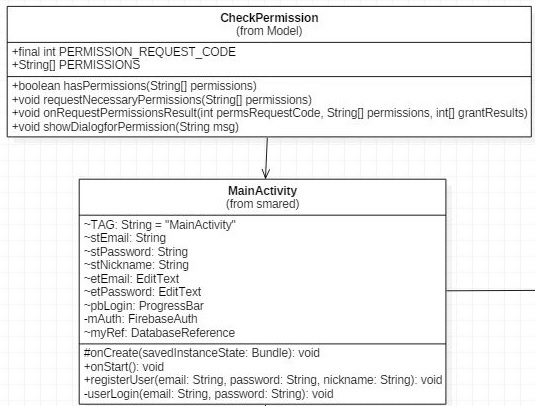 CheckPermission
(from Model)
+final int PERMISSION_REQUEST_CODE
+String[] PERMISSIONS
+boolean hasPermissions(String[] permissions)
+void requestNecessaryPermissions(String[] permissions)
+void onRequestPermissionsResult(int permsRequestCode, String[] permissions, int[] grantResults)
+void showDialogforPermission(String msg)
MainActivity
(from smared)
~TAG: String = "MainActivity"
~stEmail: String
~stPassword: String
~stNickname: String
~etEmail: EditText
~etPassword: EditText
~pbLogin: ProgressBar
-mAuth: FirebaseAuth
~myRef: DatabaseReference
#onCreate(savedInstanceState: Bundle): void
+onStart(): void
+registerUser(email: String, password: String, nickname: String): void
-userLogin(email: String, password: String): void